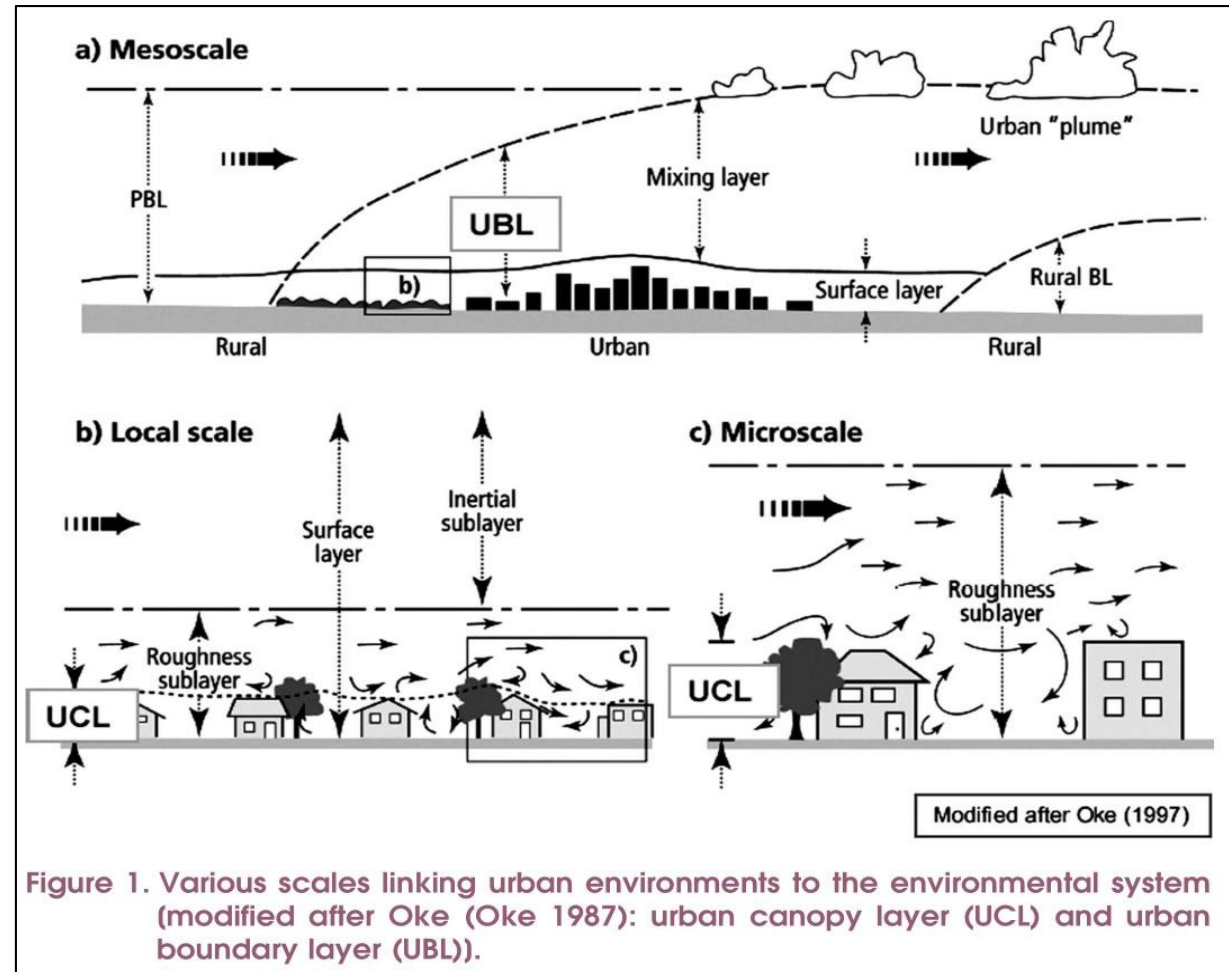 a) Mesoscale
Urban "plume"
PBL
Mixing layer
UBL
b)
Surface layer
Rural BL
Rural
Urban
Rural
b) Local scale
Inertial
sublayer
Surface
layer
Roughness
sublayer
c)
UCL
c) Microscale
Roughness
sublayer
UCL
Modified after Oke (1997)
Figure 1. Various scales linking urban environments to the environmental system
[modified after Oke (Oke 1987): urban canopy layer (UCL) and urban
boundary layer (UBL)].